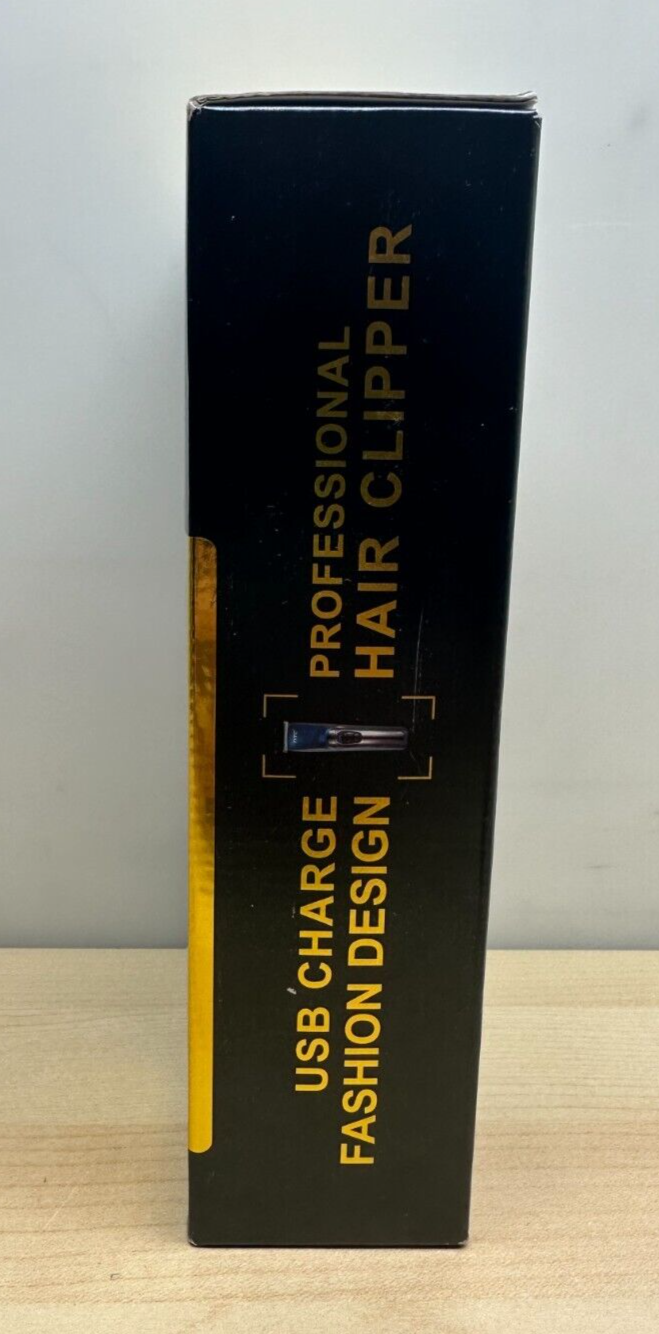 USB CHARGE
FASHION DESIGN
PROFESSIONAL
HAIR CLIPPER